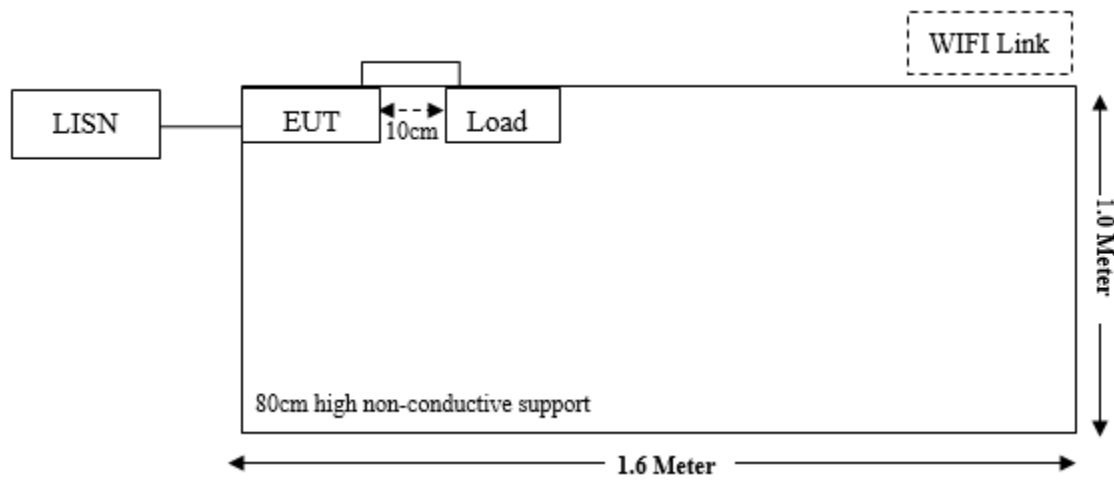 WIFI Link
LISN
EUT
10cm
Load
1.0 Meter
80cm high non-conductive support
1.6 Meter